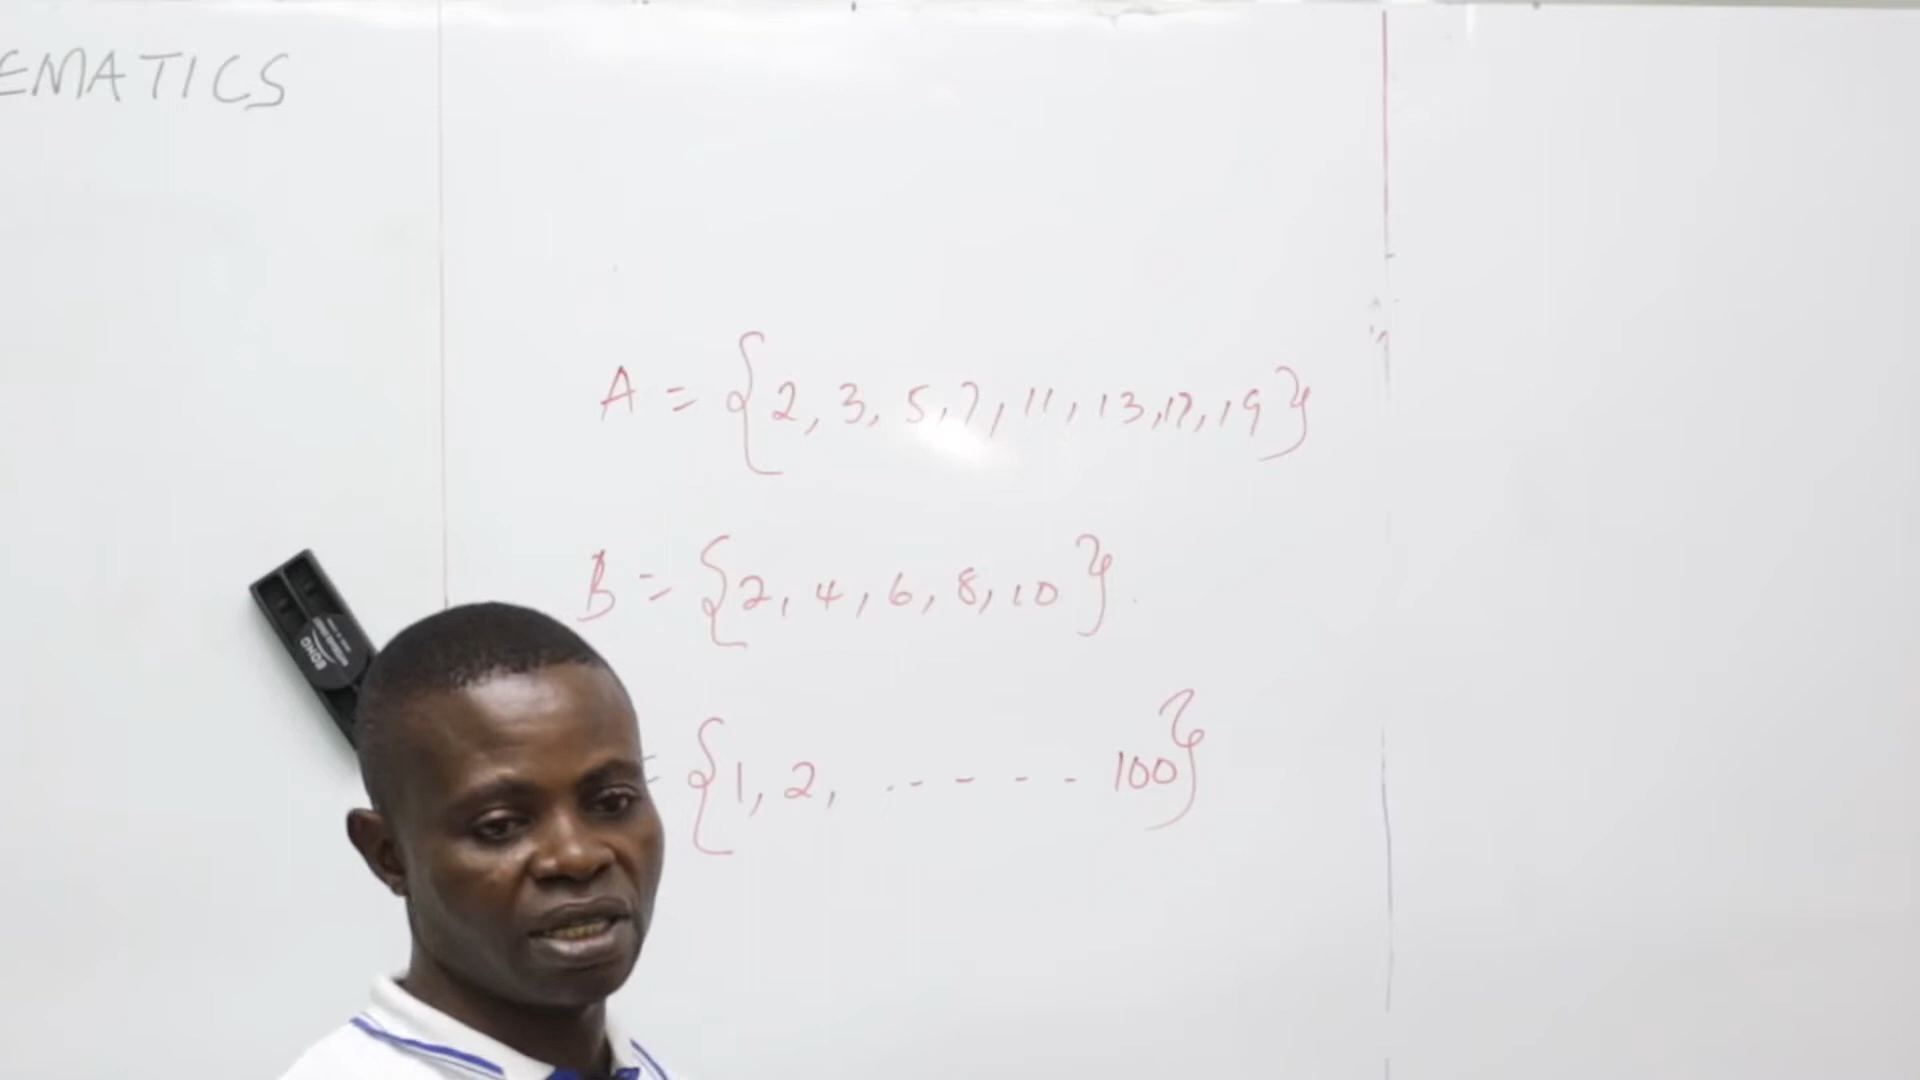 EMATICS
A = {2, 3, 5, 7, 11, 13, 17, 19}
B = {2, 4, 6, 8, 10}
= {1, 2, ....... 100}